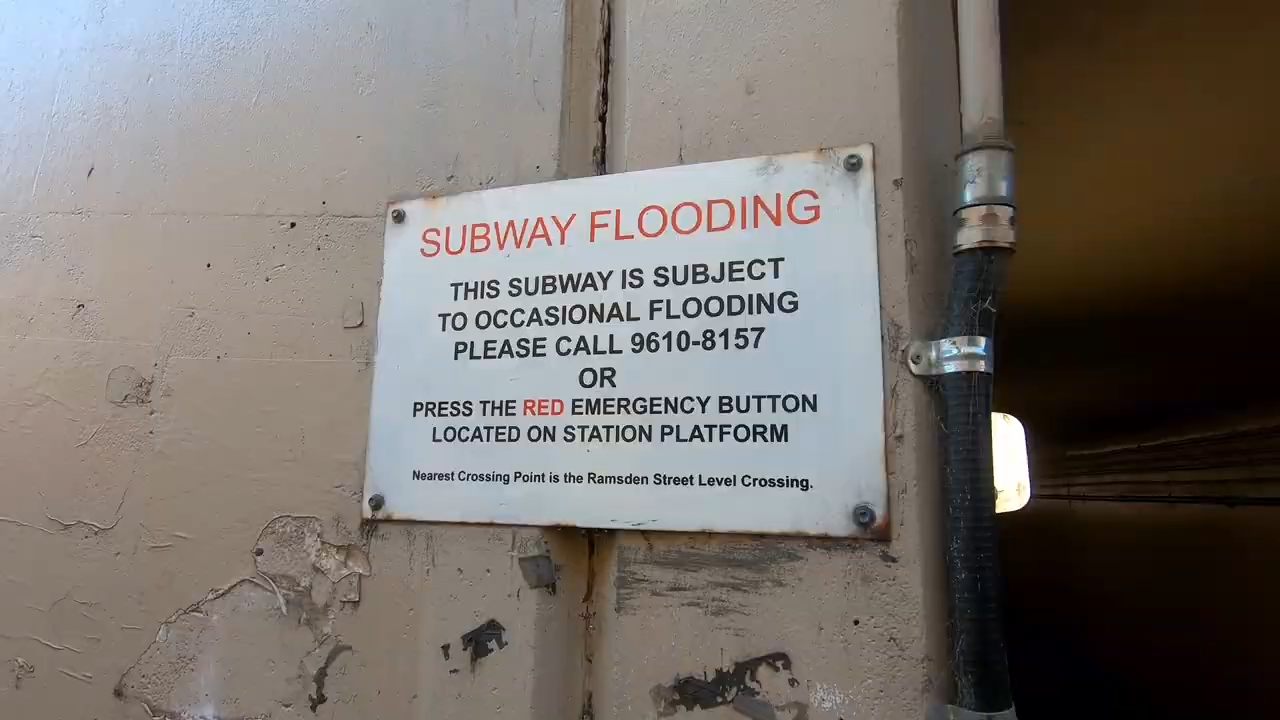 SUBWAY FLOODING
THIS SUBWAY IS SUBJECT
TO OCCASIONAL FLOODING
PLEASE CALL 9610-8157
OR
PRESS THE RED EMERGENCY BUTTON
LOCATED ON STATION PLATFORM
Nearest Crossing Point is the Ramsden Street Level Crossing.